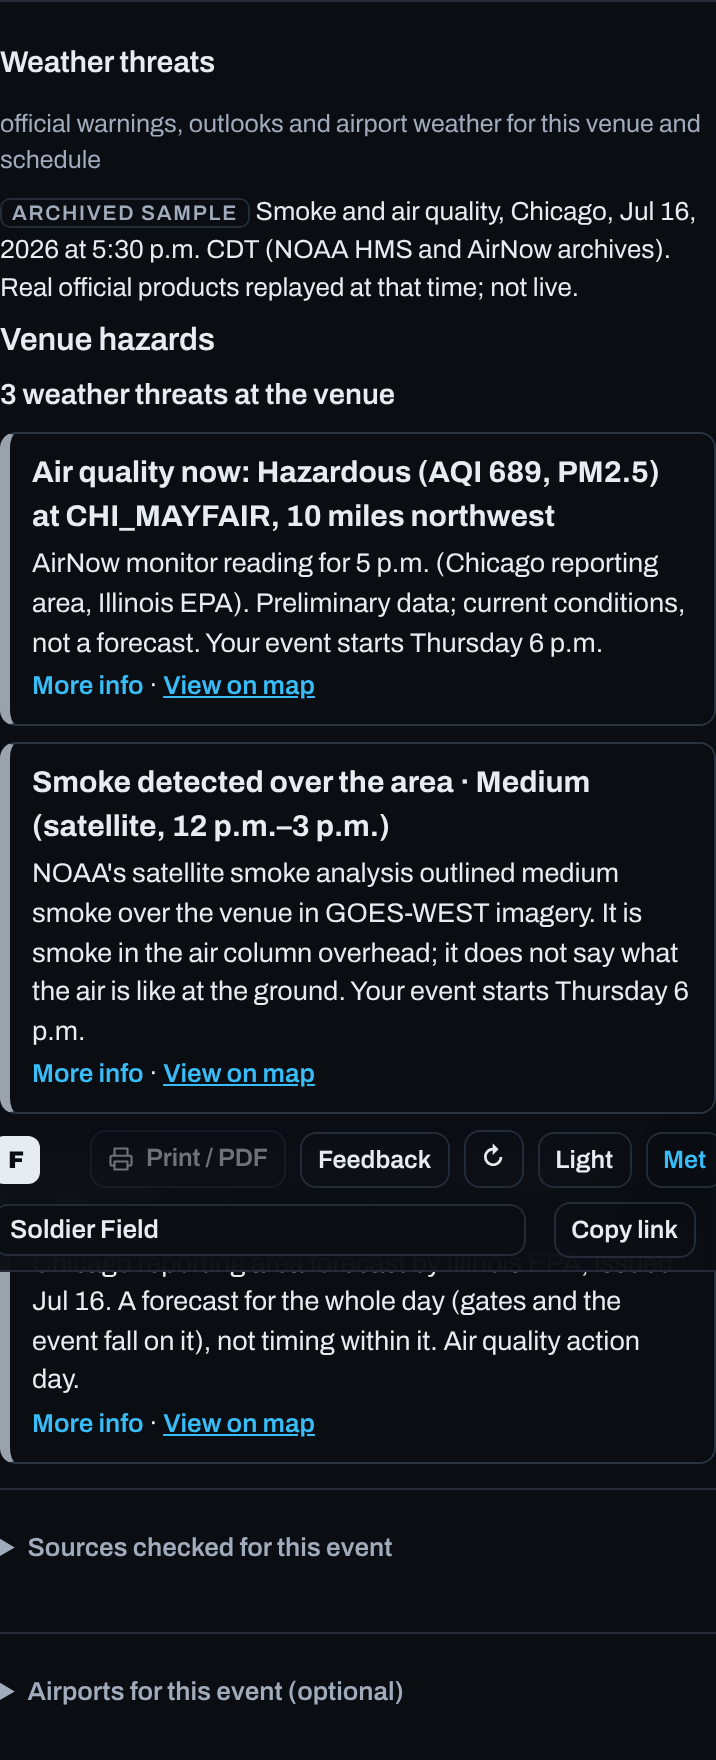 Weather threats
official warnings, outlooks and airport weather for this venue and
schedule
ARCHIVED SAMPLE Smoke and air quality, Chicago, Jul 16,
2026 at 5:30 p.m. CDT (NOAA HMS and AirNow archives).
Real official products replayed at that time; not live.
Venue hazards
3 weather threats at the venue
Air quality now: Hazardous (AQI 689, PM2.5)
at CHI_MAYFAIR, 10 miles northwest
AirNow monitor reading for 5 p.m. (Chicago reporting
area, Illinois EPA). Preliminary data; current conditions,
not a forecast. Your event starts Thursday 6 p.m.
More info · View on map
Smoke detected over the area · Medium
(satellite, 12 p.m.–3 p.m.)
NOAA's satellite smoke analysis outlined medium
smoke over the venue in GOES-WEST imagery. It is
smoke in the air column overhead; it does not say what
the air is like at the ground. Your event starts Thursday 6
p.m.
More info · View on map
F Print / PDF Feedback Light Met
Soldier Field Copy link
Chicago reporting area forecast by Illinois EPA, issued
Jul 16. A forecast for the whole day (gates and the
event fall on it), not timing within it. Air quality action
day.
More info · View on map
Sources checked for this event
Airports for this event (optional)